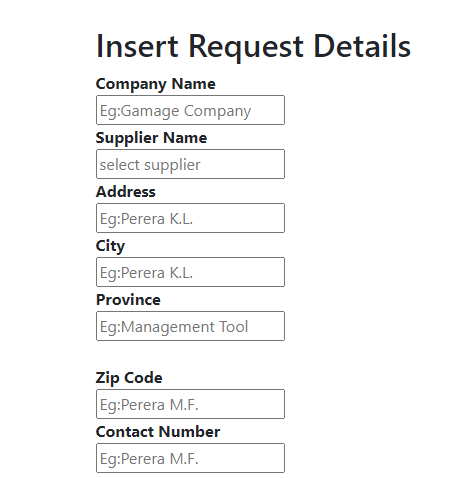 Insert Request Details
Company Name
Eg:Gamage Company
Supplier Name
select supplier
Address
Eg:Perera K.L.
City
Eg:Perera K.L.
Province
Eg:Management Tool
Zip Code
Eg:Perera M.F.
Contact Number
Eg:Perera M.F.